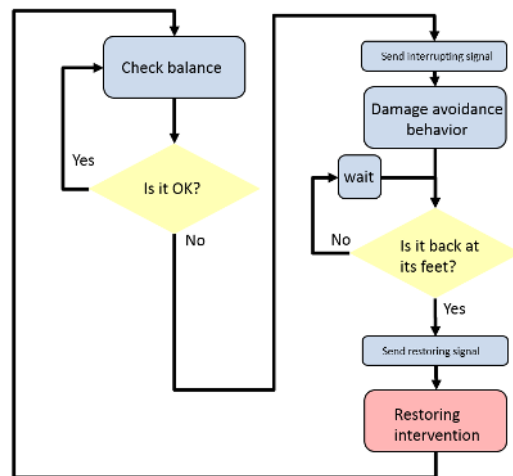 Check balance
Yes
Is it OK?
No
Send interrupting signal
Damage avoidance
behavior
wait
No
Is it back at
its feet?
Yes
Send restoring signal
Restoring
intervention